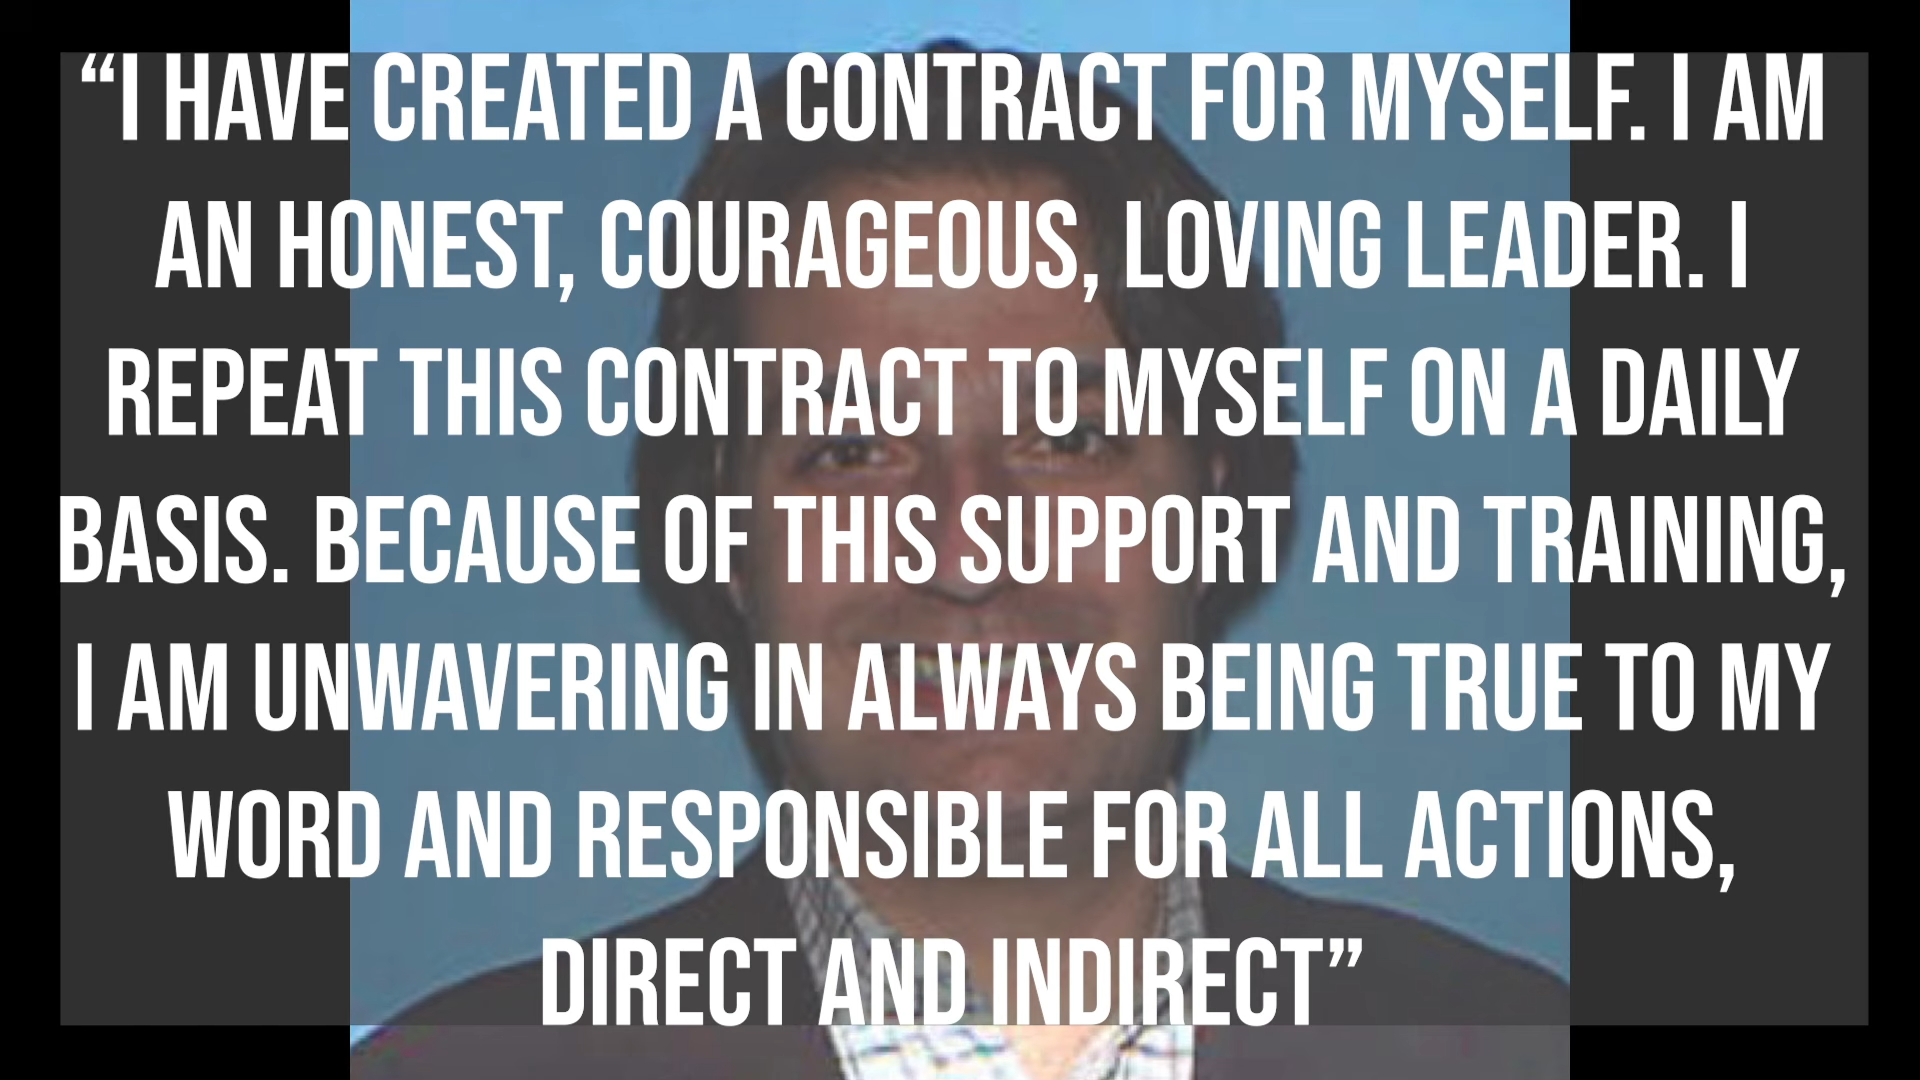 “I HAVE CREATED A CONTRACT FOR MYSELF. I AM
AN HONEST, COURAGEOUS, LOVING LEADER. I
REPEAT THIS CONTRACT TO MYSELF ON A DAILY
BASIS. BECAUSE OF THIS SUPPORT AND TRAINING,
I AM UNWAVERING IN ALWAYS BEING TRUE TO MY
WORD AND RESPONSIBLE FOR ALL ACTIONS,
DIRECT AND INDIRECT”